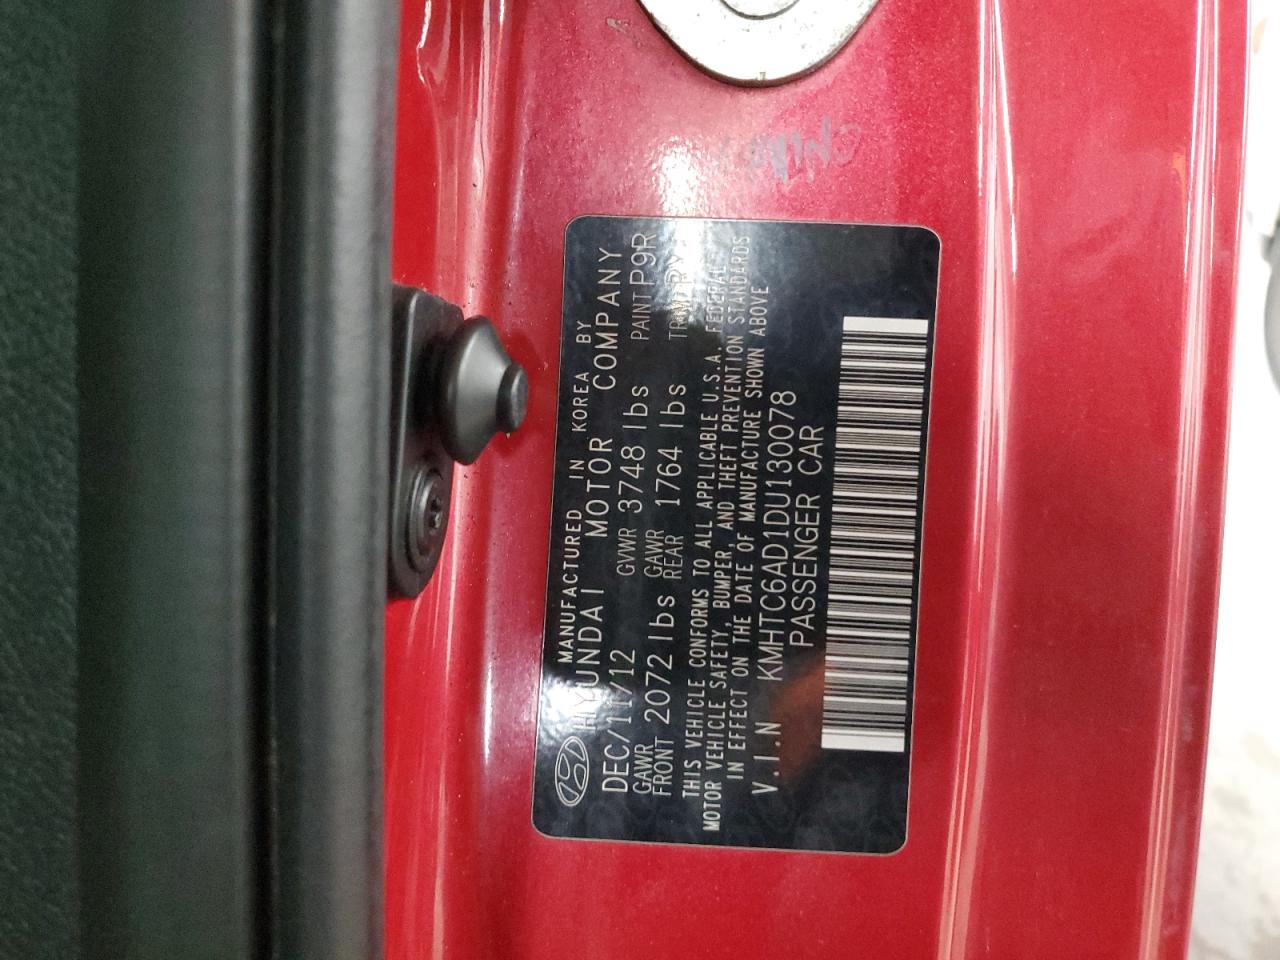 MANUFACTURED IN KOREA BY
HYUNDAI MOTOR COMPANY
DEC/11/12 GVWR 3748 lbs PAINT P9R
GAWR FRONT 2072 lbs GAWR REAR 1764 lbs TRIM
THIS VEHICLE CONFORMS TO ALL APPLICABLE U.S.A. FEDERAL
MOTOR VEHICLE SAFETY, BUMPER, AND THEFT PREVENTION STANDARDS
IN EFFECT ON THE DATE OF MANUFACTURE SHOWN ABOVE
V.I.N KMHTC6AD1DU130078
PASSENGER CAR